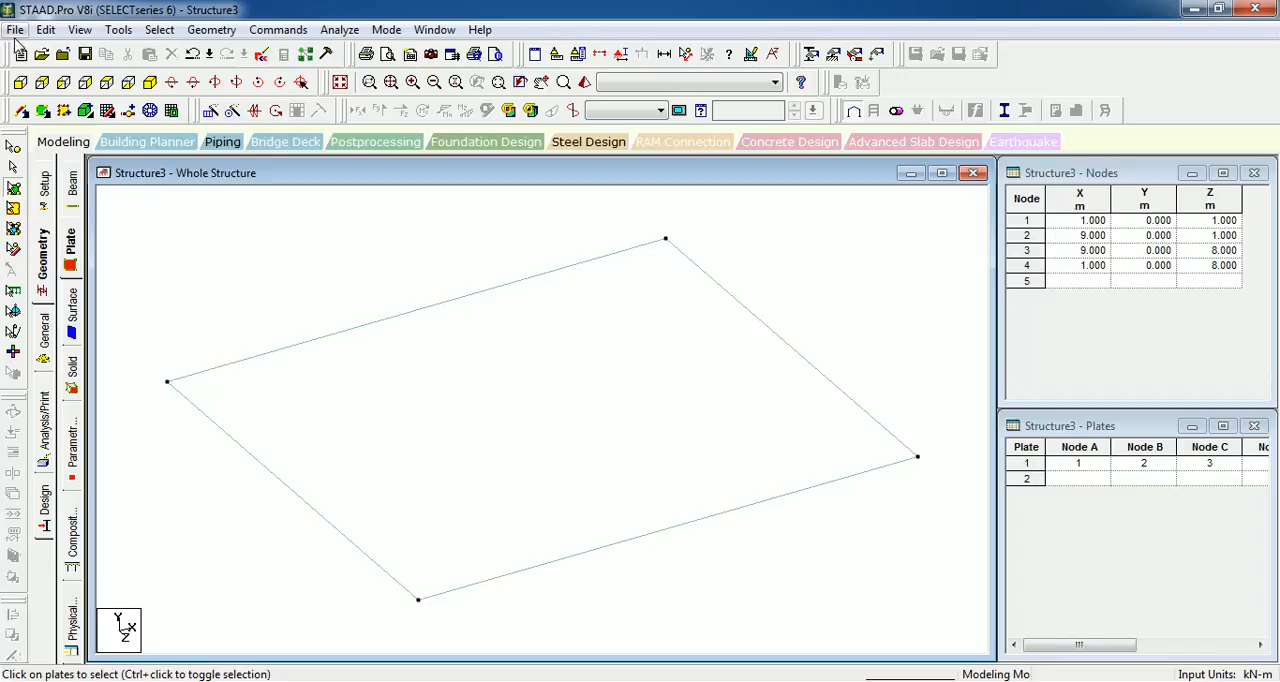 STAAD.Pro V8i (SELECTseries 6) - Structure3
File Edit View Tools Select Geometry Commands Analyze Mode Window Help
Modeling Building Planner Piping Bridge Deck Postprocessing Foundation Design Steel Design RAM Connection Concrete Design Advanced Slab Design Earthquake
Setup
Geometry
General
Analysis/Print
Design
Beam
Plate
Surface
Solid
Parametr...
Composit...
Physical...
Structure3 - Whole Structure
Y
X
Z
Structure3 - Nodes
Node X m Y m Z m
1 1.000 0.000 1.000
2 9.000 0.000 1.000
3 9.000 0.000 8.000
4 1.000 0.000 8.000
5
Structure3 - Plates
Plate Node A Node B Node C No
1 1 2 3
2
Click on plates to select (Ctrl+click to toggle selection) Modeling Mo Input Units: kN-m